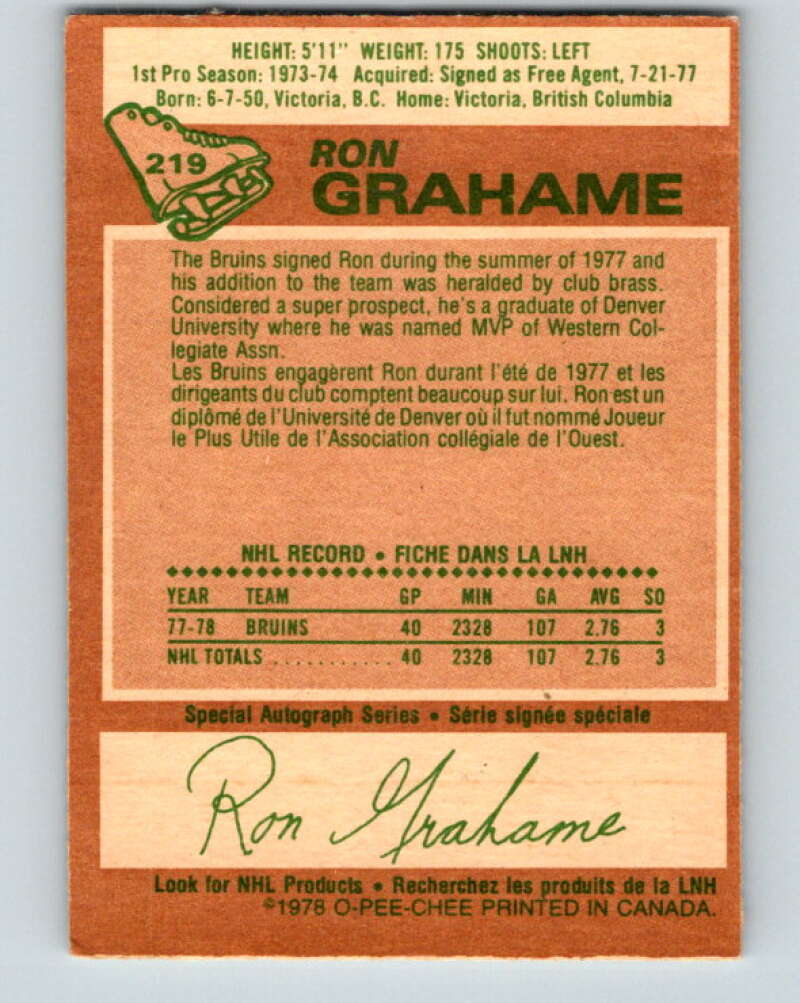 HEIGHT: 5'11" WEIGHT: 175 SHOOTS: LEFT
1st Pro Season: 1973-74 Acquired: Signed as Free Agent, 7-21-77
Born: 6-7-50, Victoria, B.C. Home: Victoria, British Columbia
219
RON
GRAHAME
The Bruins signed Ron during the summer of 1977 and
his addition to the team was heralded by club brass.
Considered a super prospect, he's a graduate of Denver
University where he was named MVP of Western Col-
legiate Assn.
Les Bruins engagèrent Ron durant l'été de 1977 et les
dirigeants du club comptent beaucoup sur lui. Ron est un
diplômé de l'Université de Denver où il fut nommé Joueur
le Plus Utile de l'Association collégiale de l'Ouest.
NHL RECORD • FICHE DANS LA LNH
YEAR TEAM GP MIN GA AVG SO
77-78 BRUINS 40 2328 107 2.76 3
NHL TOTALS ........... 40 2328 107 2.76 3
Special Autograph Series • Série signée spéciale
Ron Grahame
Look for NHL Products • Recherchez les produits de la LNH
©1978 O-PEE-CHEE PRINTED IN CANADA.